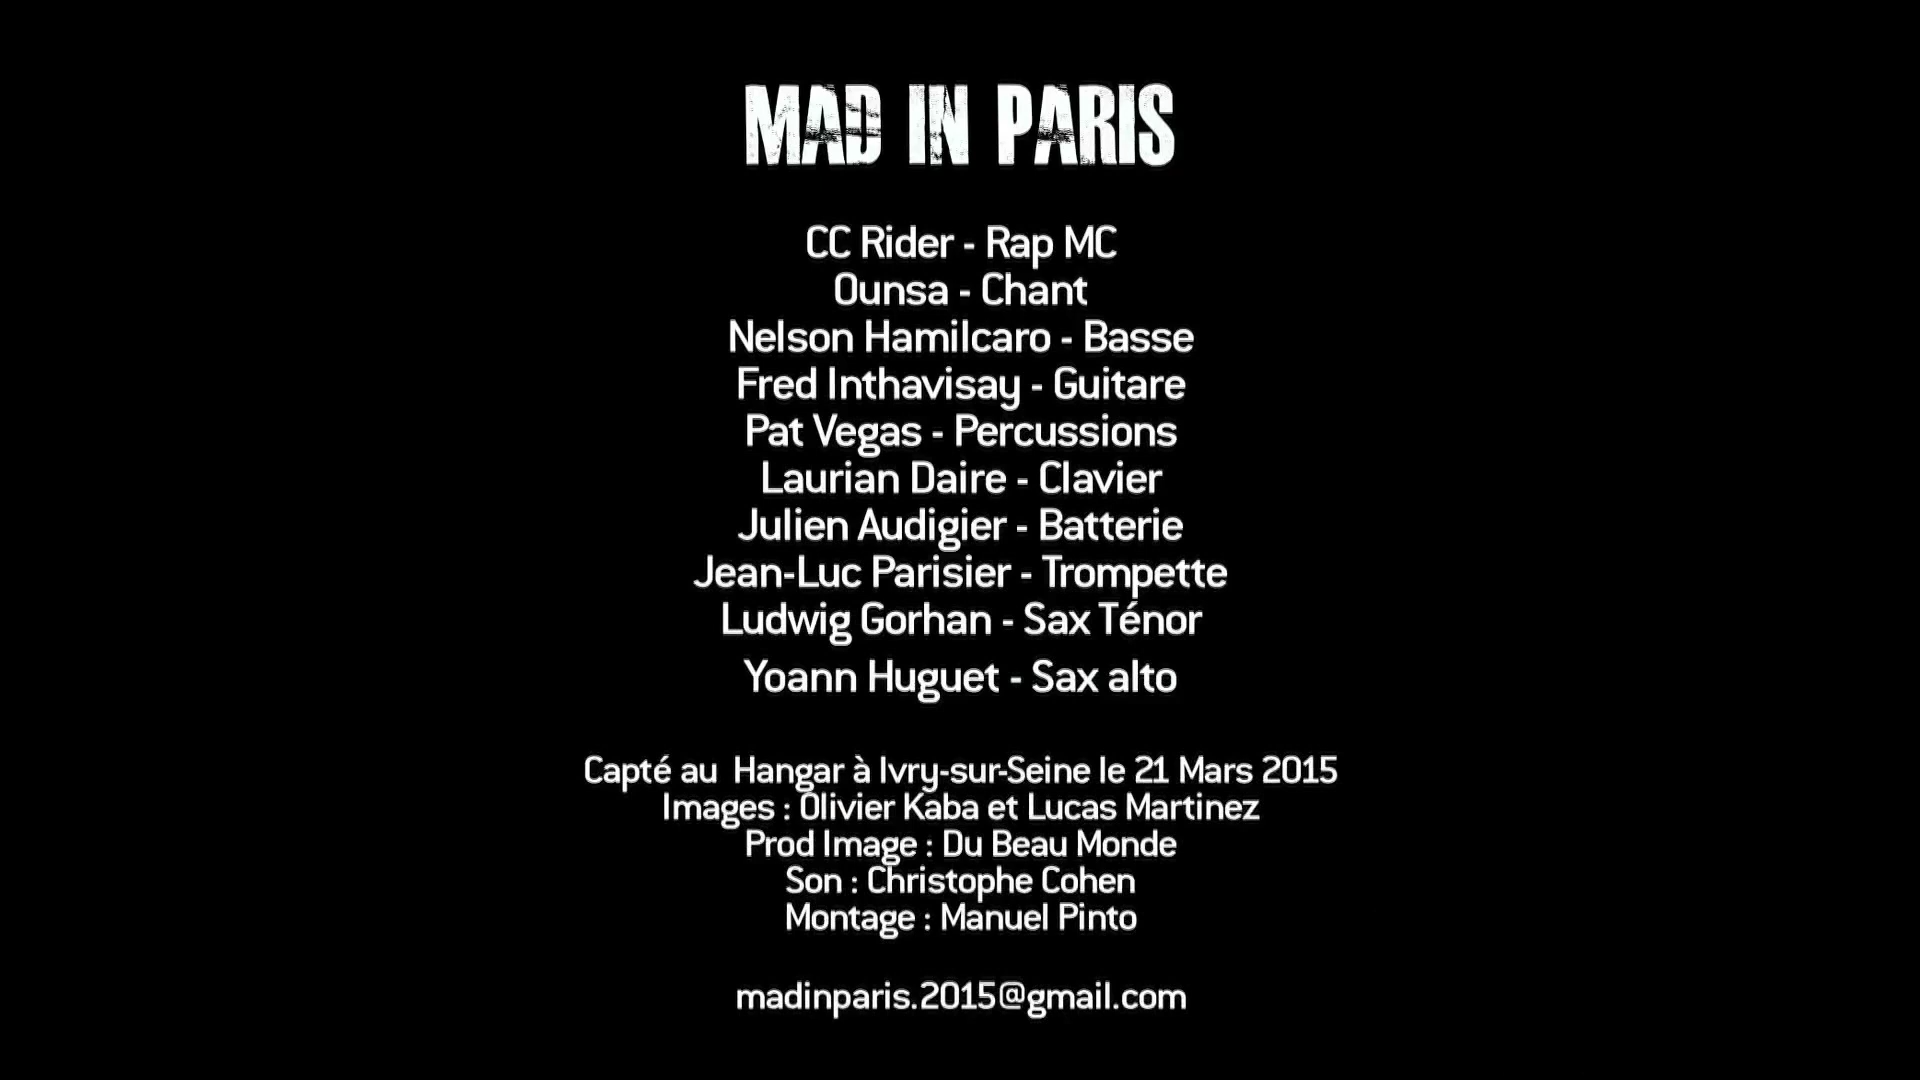 MAD IN PARIS
CC Rider - Rap MC
Ounsa - Chant
Nelson Hamilcaro - Basse
Fred Inthavisay - Guitare
Pat Vegas - Percussions
Laurian Daire - Clavier
Julien Audigier - Batterie
Jean-Luc Parisier - Trompette
Ludwig Gorhan - Sax Ténor
Yoann Huguet - Sax alto
Capté au  Hangar à Ivry-sur-Seine le 21 Mars 2015
Images : Olivier Kaba et Lucas Martinez
Prod Image : Du Beau Monde
Son : Christophe Cohen
Montage : Manuel Pinto
madinparis.2015@gmail.com